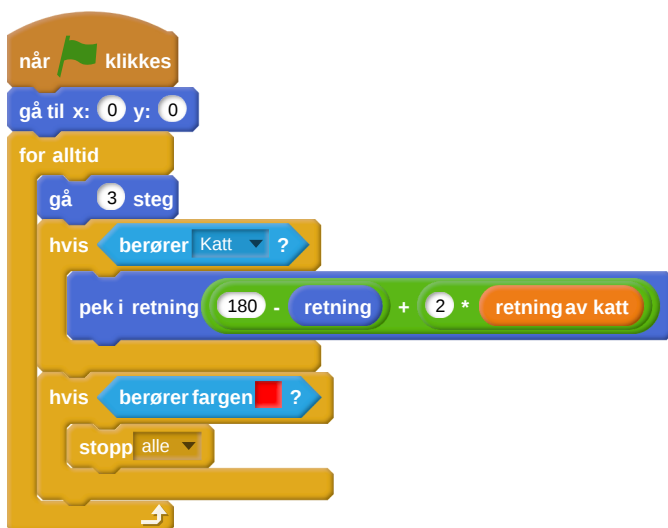 når klikkes
gå til x: 0 y: 0
for alltid
gå 3 steg
hvis berører Katt ?
pek i retning 180 - retning + 2 * retning av katt
hvis berører fargen ?
stopp alle